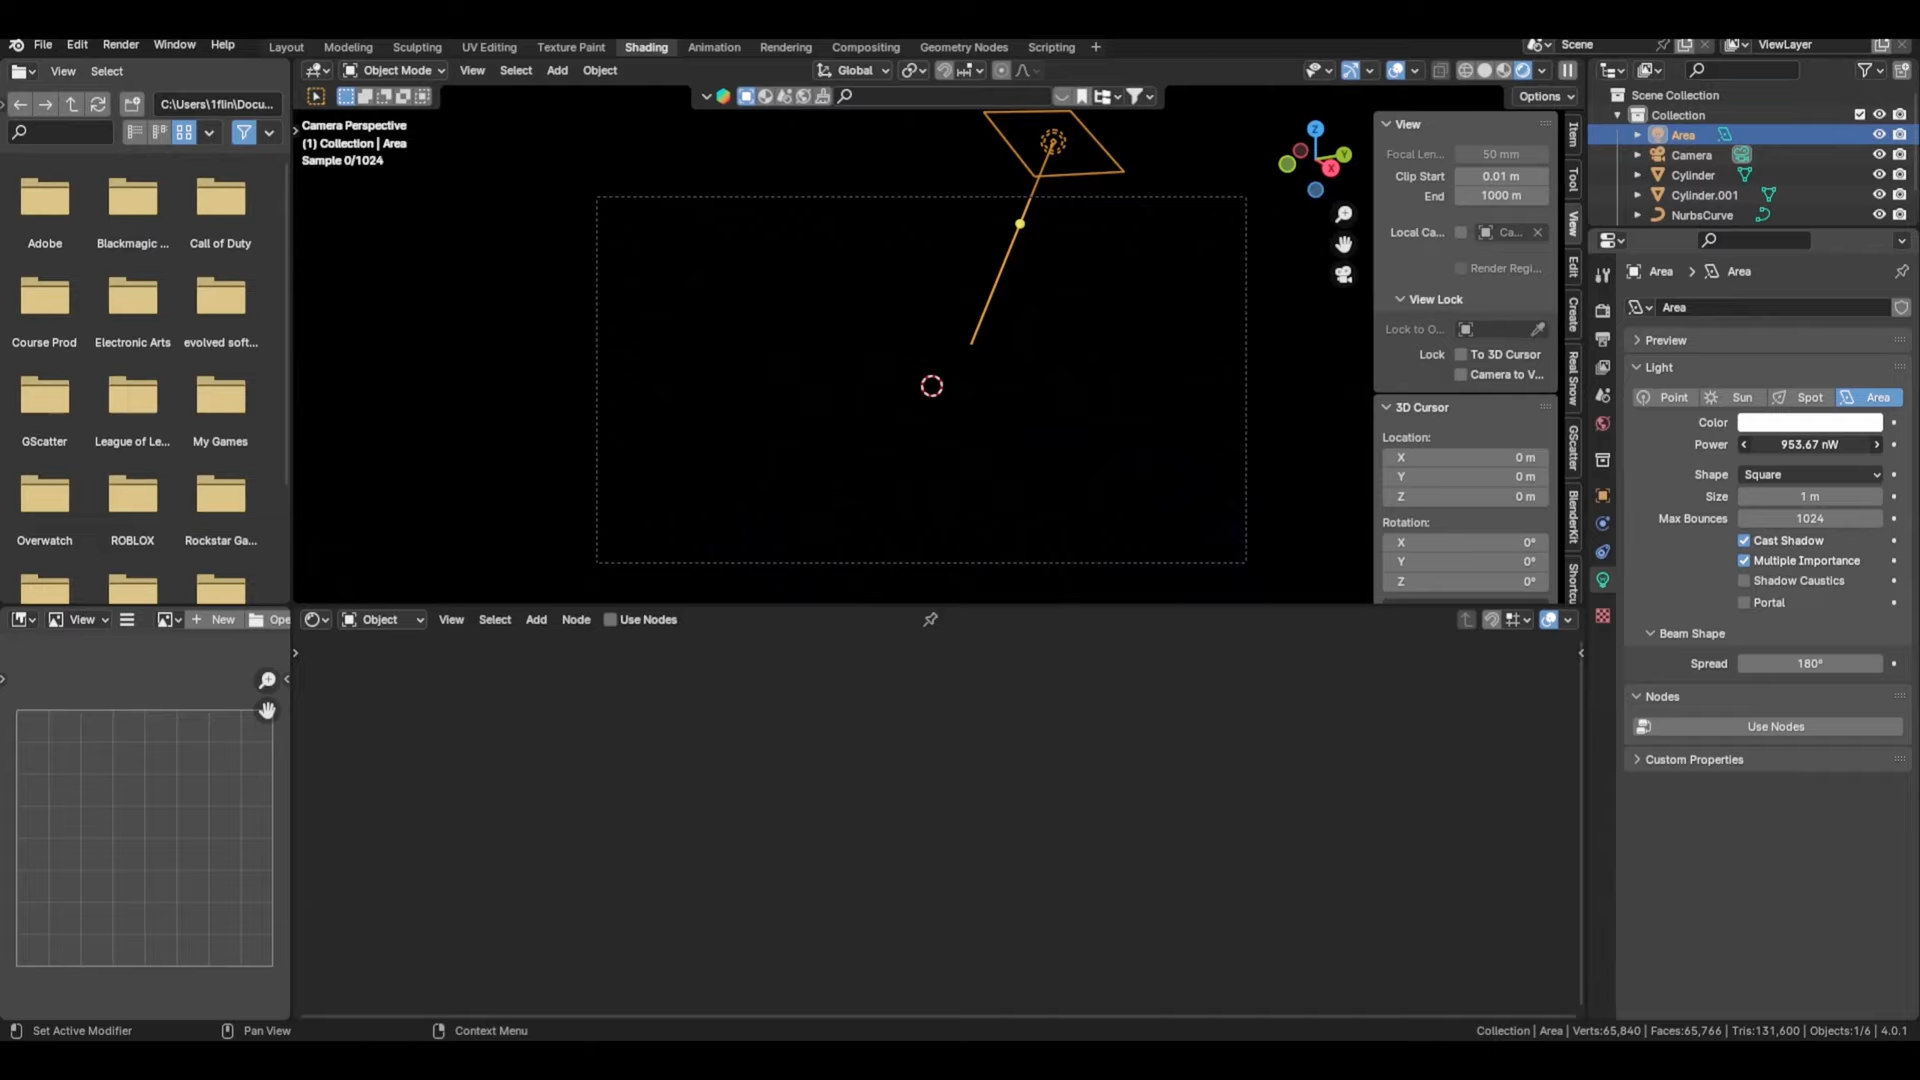 File Edit Render Window Help Layout Modeling Sculpting UV Editing Texture Paint Shading Animation Rendering Compositing Geometry Nodes Scripting + Scene ViewLayer
View Select
Object Mode View Select Add Object Global
C:\Users\1flin\Docu...
Options
Adobe Blackmagic ... Call of Duty
Course Prod Electronic Arts evolved soft...
GScatter League of Le... My Games
Overwatch ROBLOX Rockstar Ga...
Camera Perspective
(1) Collection | Area
Sample 0/1024
Z
Y
X
View
Focal Len... 50 mm
Clip Start 0.01 m
End 1000 m
Local Ca... Ca...
Render Regi...
View Lock
Lock to O...
Lock To 3D Cursor
Camera to V...
3D Cursor
Location:
X 0 m
Y 0 m
Z 0 m
Rotation:
X 0°
Y 0°
Z 0°
Item
Tool
View
Edit
Create
Real Snow
GScatter
BlenderKit
Shortcu
Scene Collection
Collection
Area
Camera
Cylinder
Cylinder.001
NurbsCurve
Area > Area
Area
Preview
Light
Point Sun Spot Area
Color
Power 953.67 nW
Shape Square
Size 1 m
Max Bounces 1024
Cast Shadow
Multiple Importance
Shadow Caustics
Portal
Beam Shape
Spread 180°
Nodes
Use Nodes
Custom Properties
View + New Ope
Object View Select Add Node Use Nodes
Set Active Modifier Pan View Context Menu
Collection | Area | Verts:65,840 | Faces:65,766 | Tris:131,600 | Objects:1/6 | 4.0.1